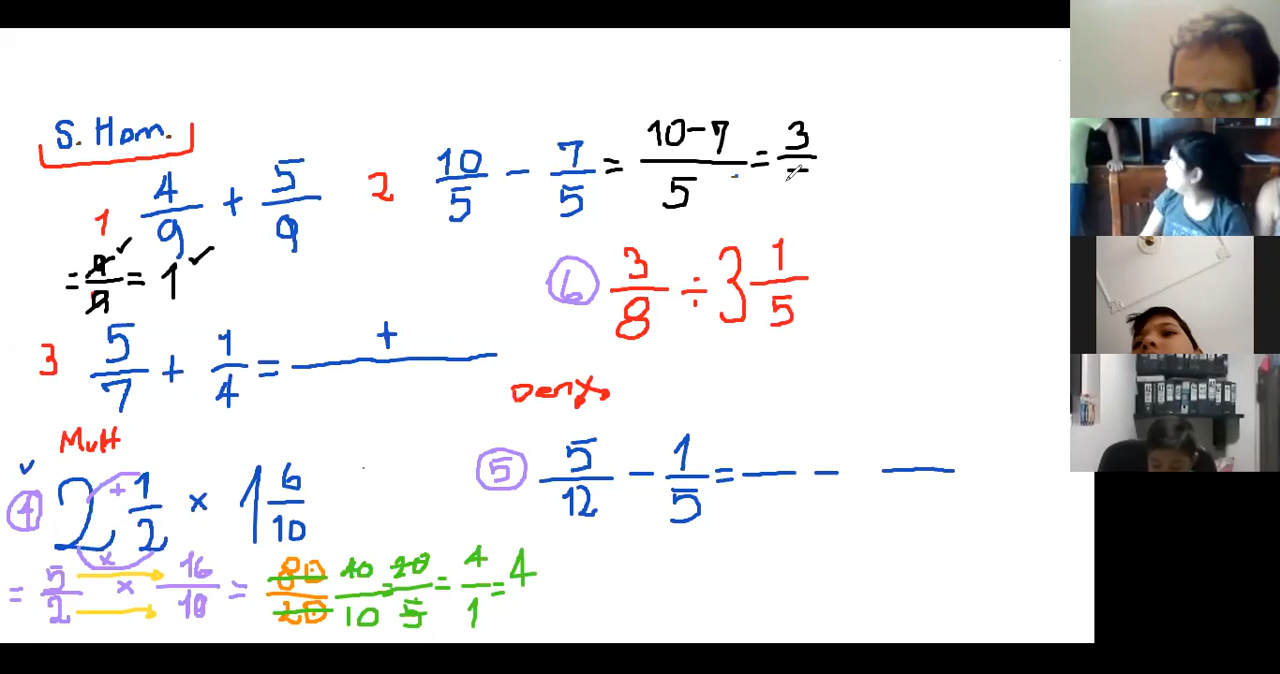 S. Hom.
1 4/9 + 5/9
= 9/9 = 1
2 10/5 - 7/5 = 10-7/5 = 3/
3 5/7 + 1/4 = +
6 3/8 ÷ 3 1/5
Mult
4 2 1/2 × 1 6/10
+
×
= 5/2 × 16/10 = 80/20 40/10 = 20/5 = 4/1 = 4
5 5/12 - 1/5 = -